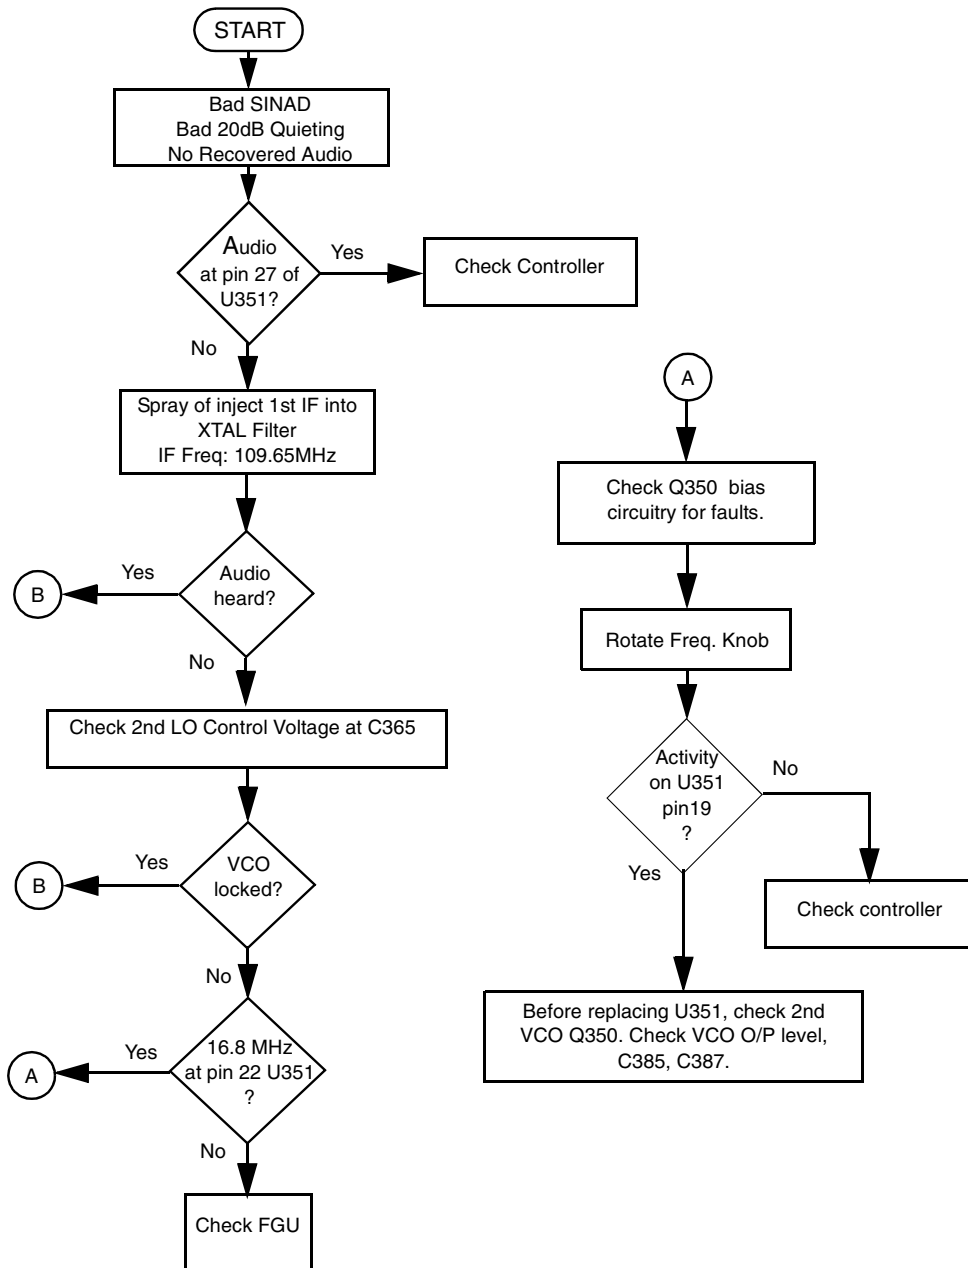 START
Bad SINAD
Bad 20dB Quieting
No Recovered Audio
Audio
at pin 27 of
U351?
Yes
Check Controller
No
Spray of inject 1st IF into
XTAL Filter
IF Freq: 109.65MHz
Audio
heard?
Yes
B
No
Check 2nd LO Control Voltage at C365
VCO
locked?
Yes
B
No
16.8 MHz
at pin 22 U351
?
Yes
A
No
Check FGU
A
Check Q350 bias
circuitry for faults.
Rotate Freq. Knob
Activity
on U351
pin19
?
No
Check controller
Yes
Before replacing U351, check 2nd
VCO Q350. Check VCO O/P level,
C385, C387.